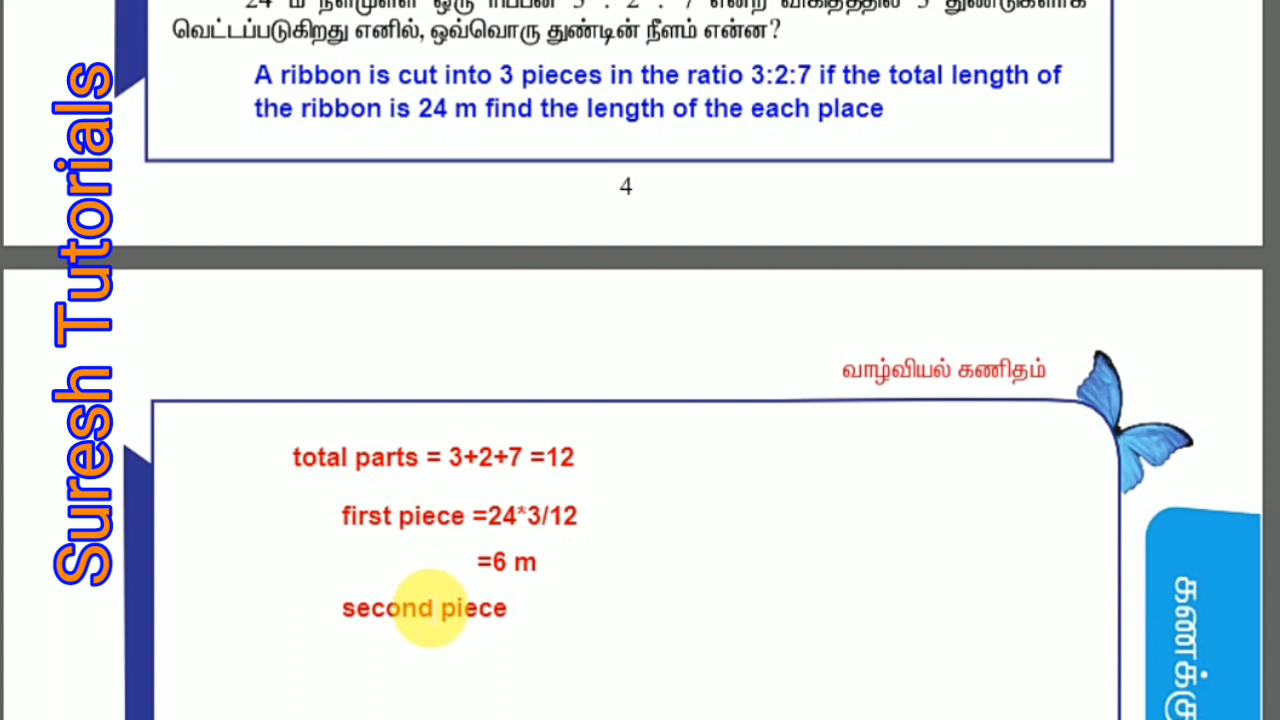 வெட்டப்படுகிறது எனில், ஒவ்வொரு துண்டின் நீளம் என்ன?
A ribbon is cut into 3 pieces in the ratio 3:2:7 if the total length of
the ribbon is 24 m find the length of the each place
4
Suresh Tutorials
வாழ்வியல் கணிதம்
total parts = 3+2+7 =12
first piece =24*3/12
=6 m
second piece